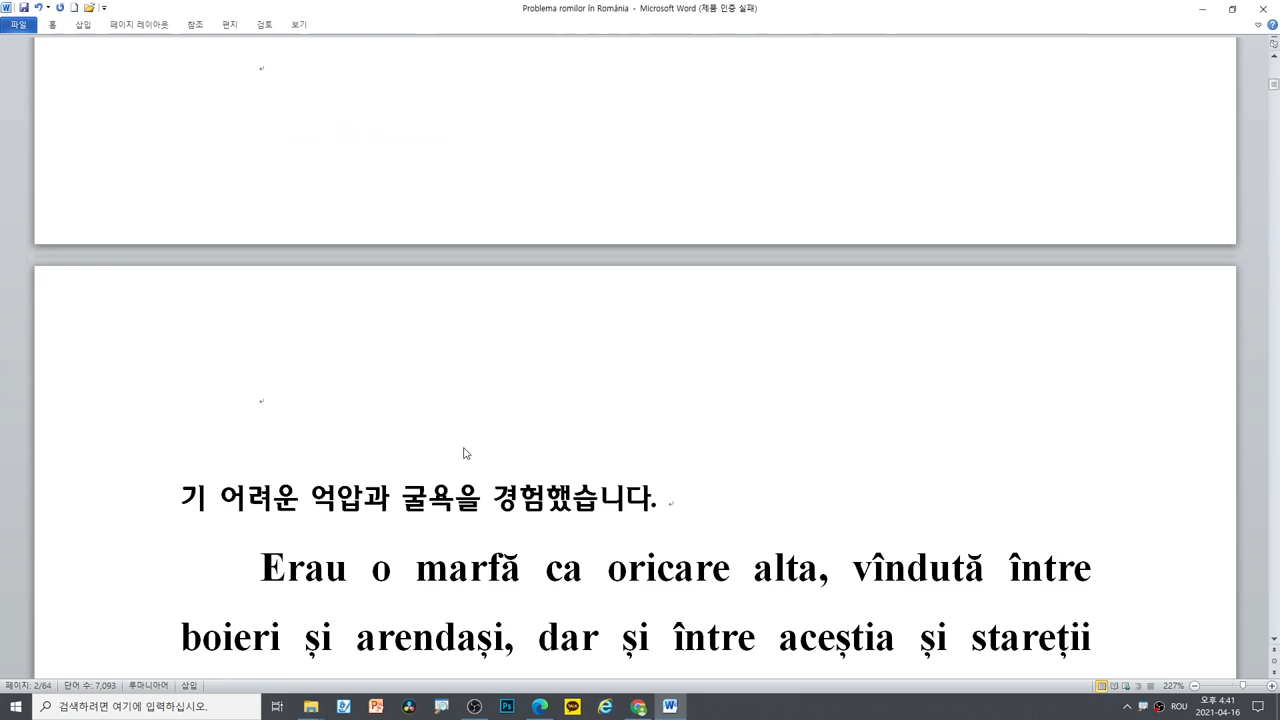 Problema romilor în România - Microsoft Word (제품 인증 실패)
파일 홈 삽입 페이지 레이아웃 참조 편지 검토 보기
기 어려운 억압과 굴욕을 경험했습니다.
Erau o marfă ca oricare alta, vîndută între
boieri și arendași, dar și între aceștia și stareții
페이지: 2/64 단어 수: 7,093 루마니아어 삽입 227%
검색하려면 여기에 입력하십시오. ROU 오후 4:41
2021-04-16